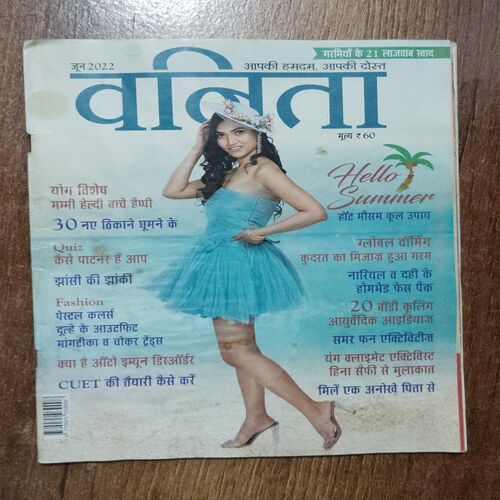 गरमियों के 21 लाजवाब स्वाद
जून 2022
आपकी हमदम, आपकी दोस्त
वनिता
मूल्य ₹ 60
Hello
Summer
हॉट मौसम कूल उपाय
योग विशेष
मम्मी हेल्दी बच्चे हैप्पी
30 नए ठिकाने घूमने के
Quiz
कैसे पार्टनर हैं आप
झांसी की झांकी
Fashion
पेस्टल कलर्स
दूल्हे के आउटफिट
मांगटीका व चोकर ट्रेंड्स
क्या है ऑटो इम्यून डिसऑर्डर
CUET की तैयारी कैसे करें
ग्लोबल वॉर्मिंग
कुदरत का मिजाज हुआ गरम
नारियल व दही के
होममेड फेस पैक
20 बॉडी कूलिंग
आयुर्वेदिक आइडियाज
समर फन एक्टिविटीज
यंग क्लाइमेट एक्टिविस्ट
हिना सैफी से मुलाकात
मिलें एक अनोखे पिता से